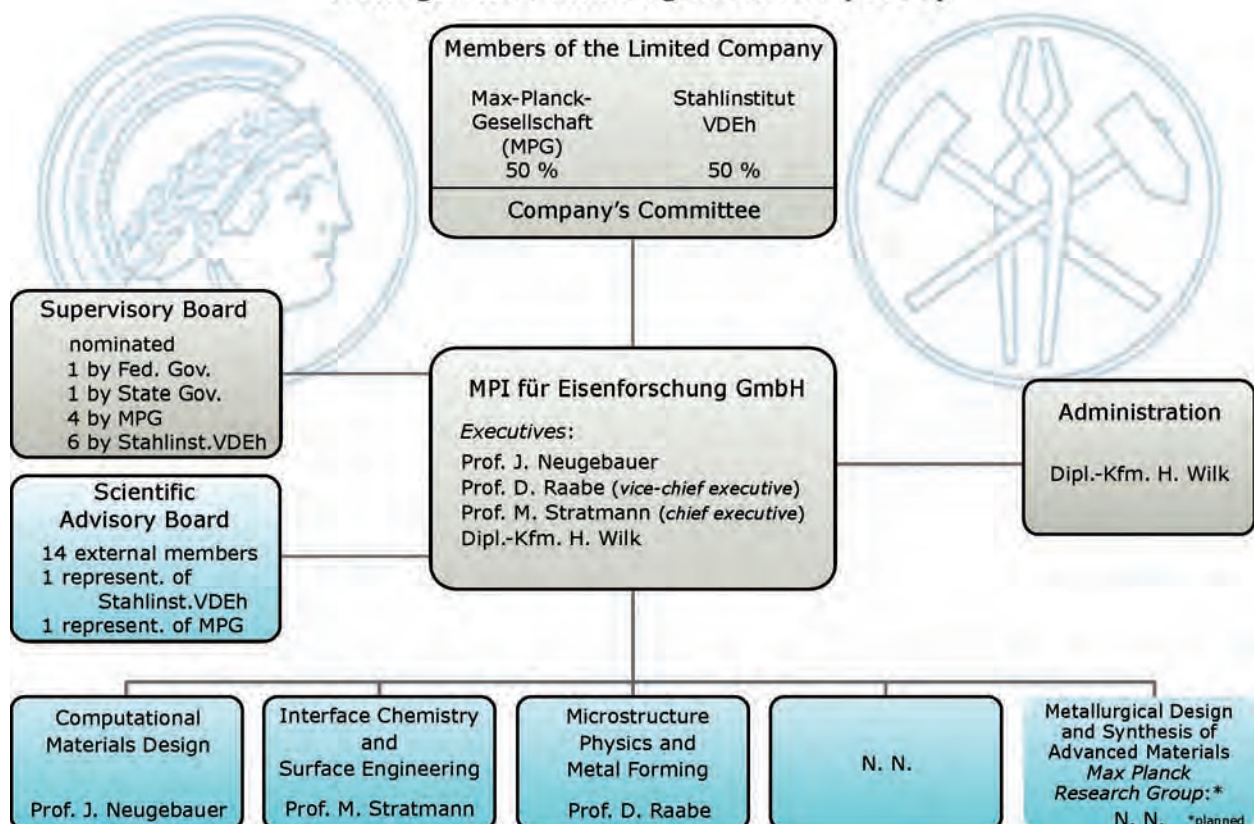 Members of the Limited Company
Max-Planck-
Gesellschaft
(MPG)
50 %
Stahlinstitut
VDEh
50 %
Company's Committee
Supervisory Board
nominated
1 by Fed. Gov.
1 by State Gov.
4 by MPG
6 by Stahlinst.VDEh
Scientific
Advisory Board
14 external members
1 represent. of
Stahlinst.VDEh
1 represent. of MPG
MPI für Eisenforschung GmbH
Executives:
Prof. J. Neugebauer
Prof. D. Raabe (vice-chief executive)
Prof. M. Stratmann (chief executive)
Dipl.-Kfm. H. Wilk
Administration
Dipl.-Kfm. H. Wilk
Computational
Materials Design
Prof. J. Neugebauer
Interface Chemistry
and
Surface Engineering
Prof. M. Stratmann
Microstructure
Physics and
Metal Forming
Prof. D. Raabe
N. N.
Metallurgical Design
and Synthesis of
Advanced Materials
Max Planck
Research Group:*
N. N. *planned